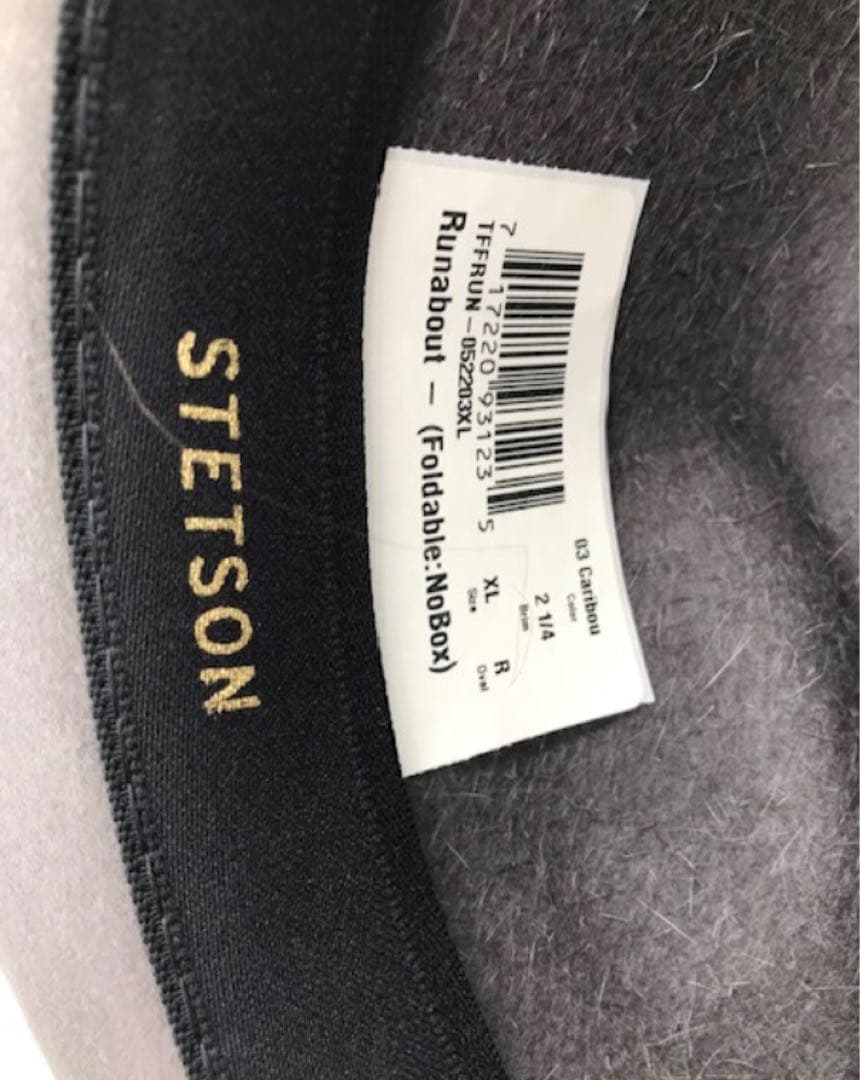 STETSON
03 Caribou
Color
2 1/4
Brim
XL
Size
R
Oval
7 17220 93123 5
TFFRUN-052203XL
Runabout - (Foldable:NoBox)